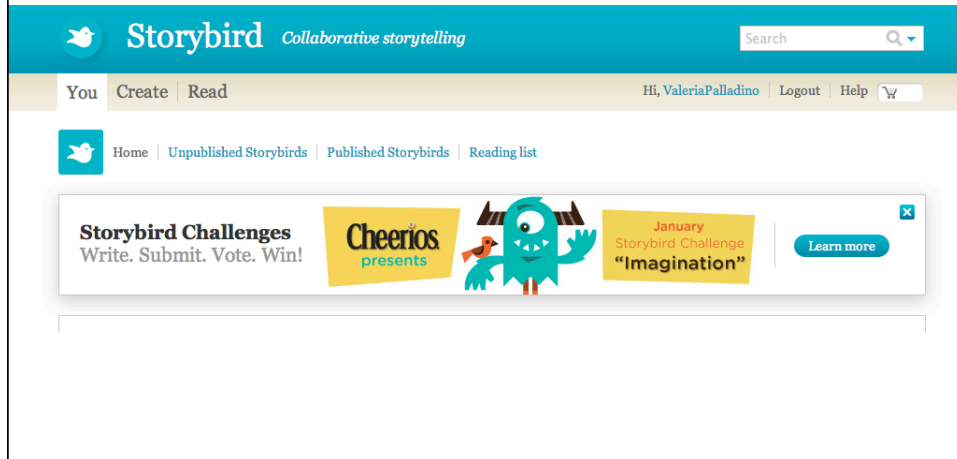 Storybird Collaborative storytelling
Search
You Create Read
Hi, ValeriaPalladino Logout Help
Home Unpublished Storybirds Published Storybirds Reading list
Storybird Challenges
Write. Submit. Vote. Win!
Cheerios
presents
January
Storybird Challenge
"Imagination"
Learn more